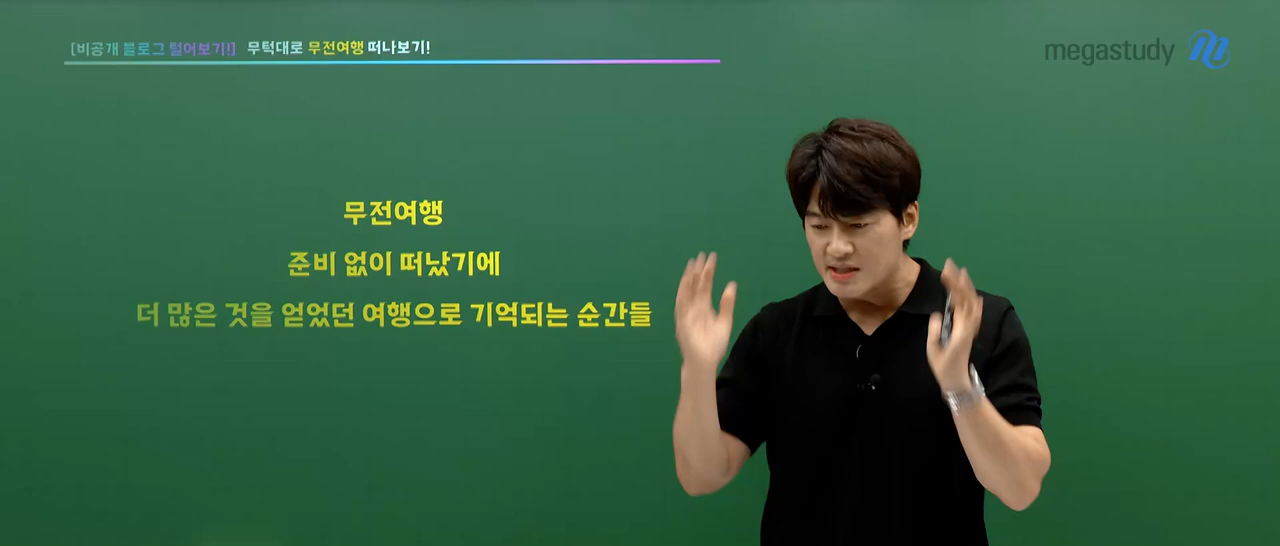 [비공개 블로그 털어보기!] 무턱대로 무전여행 떠나보기!
megastudy
무전여행
준비 없이 떠났기에
더 많은 것을 얻었던 여행으로 기억되는 순간들